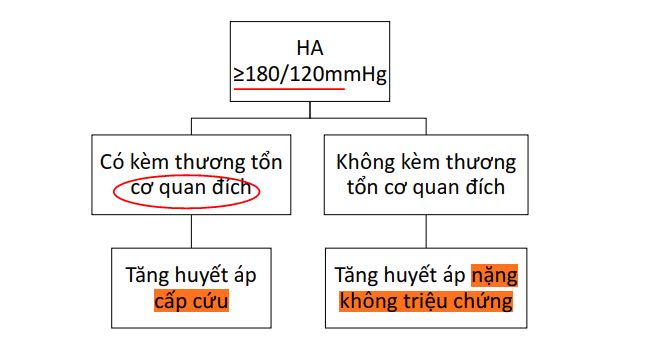 HA
≥180/120mmHg
Có kèm thương tổn
cơ quan đích
Không kèm thương
tổn cơ quan đích
Tăng huyết áp
cấp cứu
Tăng huyết áp nặng
không triệu chứng